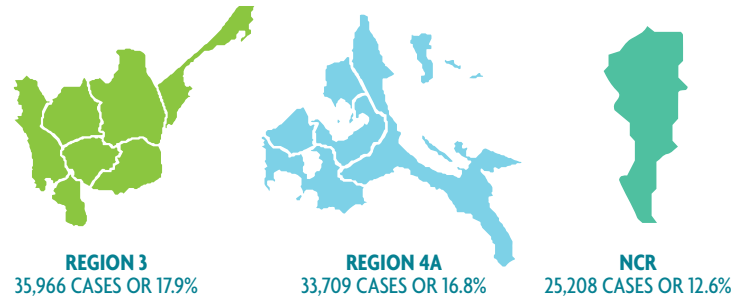 REGION 3
35,966 CASES OR 17.9%
REGION 4A
33,709 CASES OR 16.8%
NCR
25,208 CASES OR 12.6%